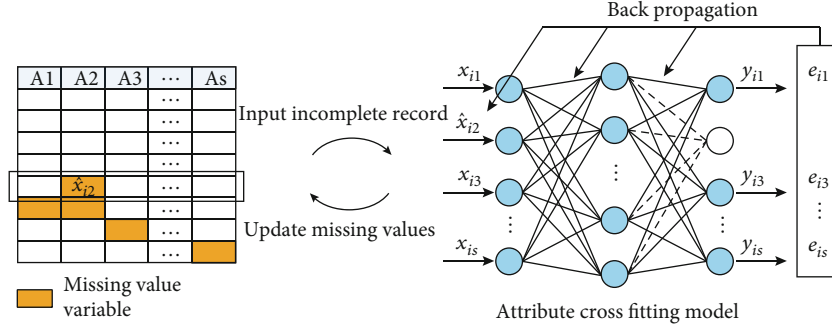 Back propagation
A1 A2 A3 ... As
...
...
...
...
x̂i2 ...
...
...
...
Missing value
variable
Input incomplete record
Update missing values
xi1
x̂i2
xi3
⋮
xis
⋮
yi1
yi3
⋮
yis
ei1
ei3
⋮
eis
Attribute cross fitting model